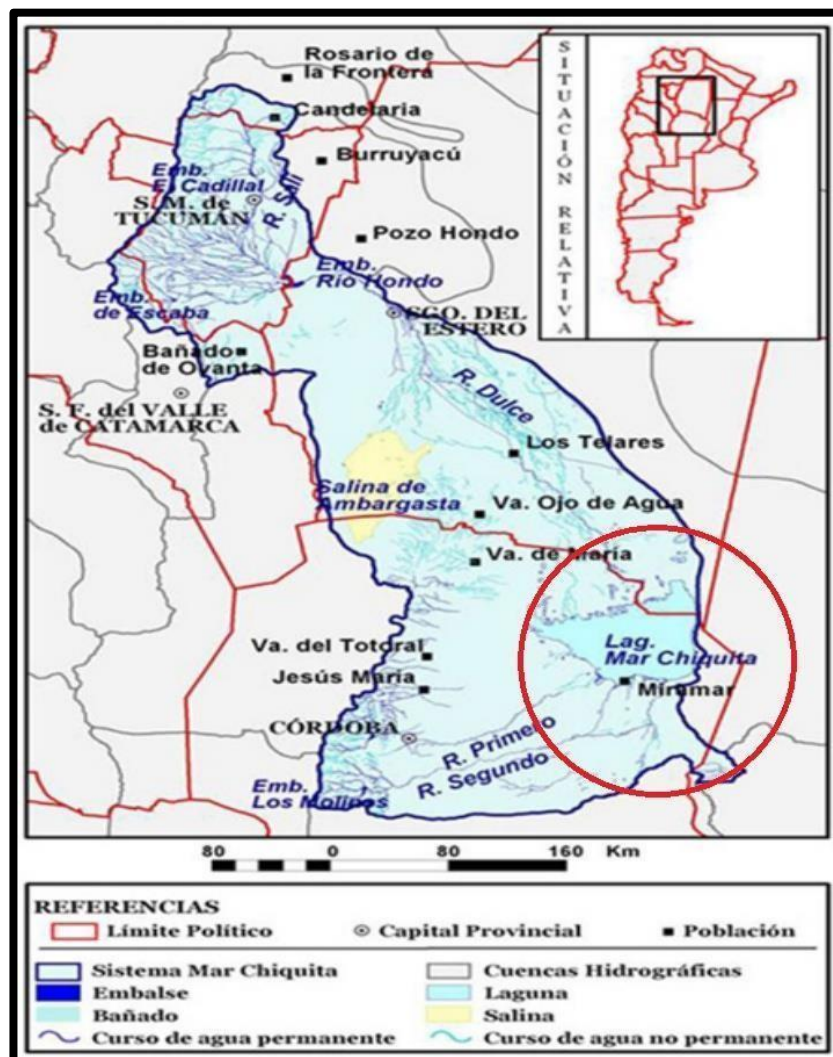 Rosario de
la Frontera
Candelaria
Emb.
El Cadillal
Burruyacú
R. Salí
S. M. de
TUCUMÁN
Pozo Hondo
Emb.
Río Hondo
Emb.
de Escaba
SGO. DEL
ESTERO
Bañado
de Ovanta
S. F. del VALLE
de CATAMARCA
R. Dulce
Los Telares
Salina de
Ambargasta
Va. Ojo de Agua
Va. de María
Lag.
Mar Chiquita
Va. del Totoral
Jesús María
Miramar
CÓRDOBA
R. Primero
R. Segundo
Emb.
Los Molinos
SITUACIÓN RELATIVA
80 0 80 160 Km
REFERENCIAS
Límite Político
Capital Provincial
Población
Sistema Mar Chiquita
Cuencas Hidrográficas
Embalse
Laguna
Bañado
Salina
Curso de agua permanente
Curso de agua no permanente